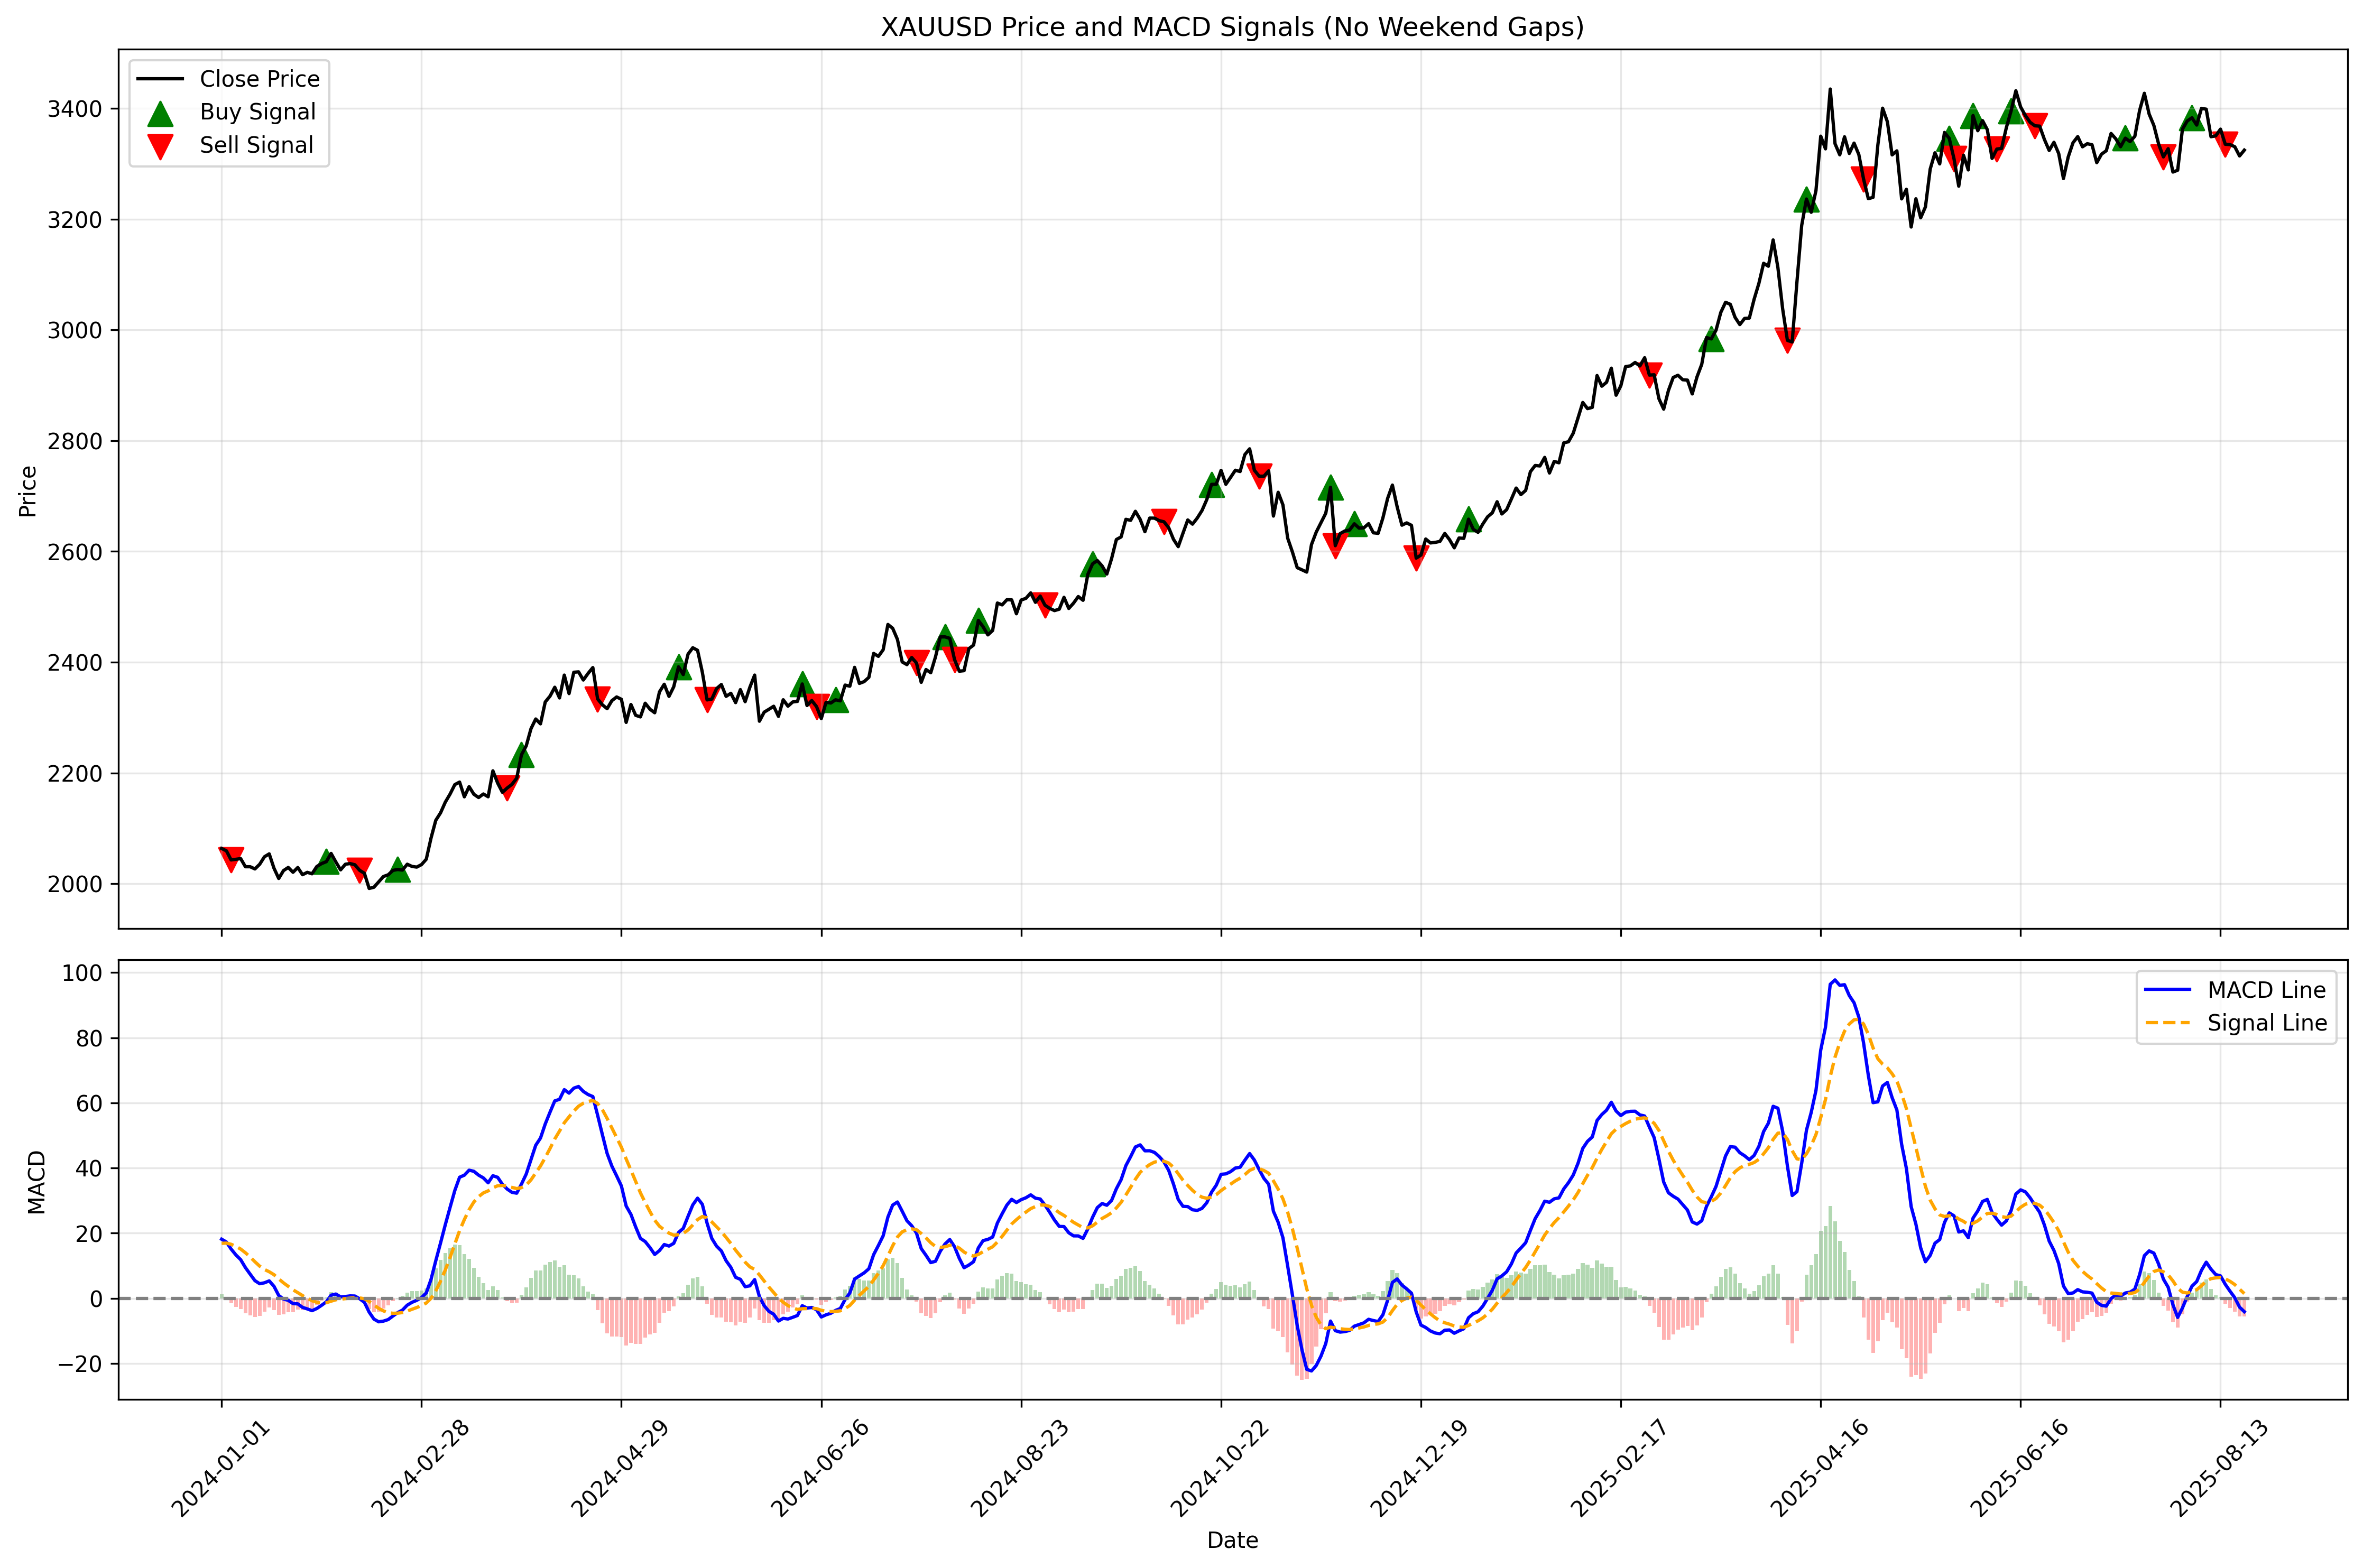 XAUUSD Price and MACD Signals (No Weekend Gaps)
Close Price
Buy Signal
Sell Signal
3400
3200
3000
2800
2600
2400
2200
2000
Price
MACD Line
Signal Line
100
80
60
40
20
0
−20
MACD
2024-01-01
2024-02-28
2024-04-29
2024-06-26
2024-08-23
2024-10-22
2024-12-19
2025-02-17
2025-04-16
2025-06-16
2025-08-13
Date